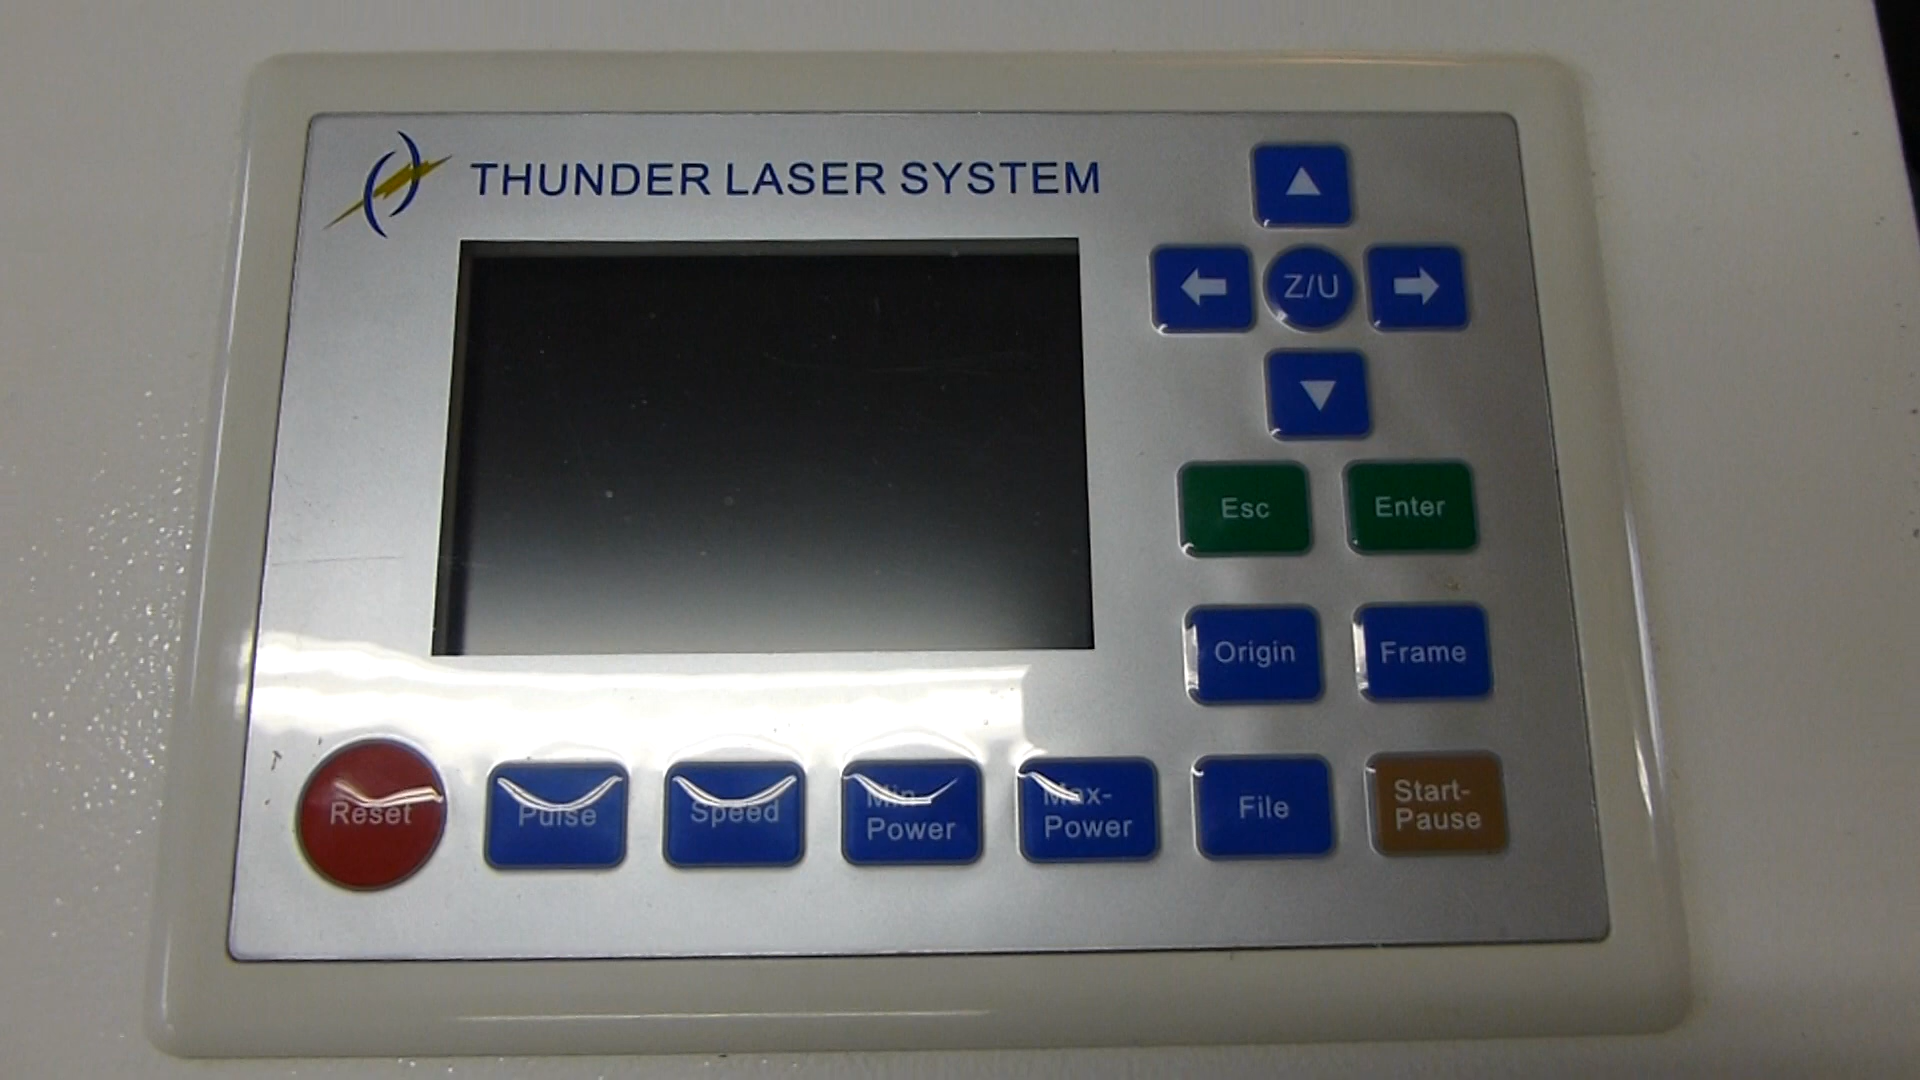 THUNDER LASER SYSTEM
Z/U
Esc
Enter
Origin
Frame
Reset
Pulse
Speed
Min-
Power
Max-
Power
File
Start-
Pause